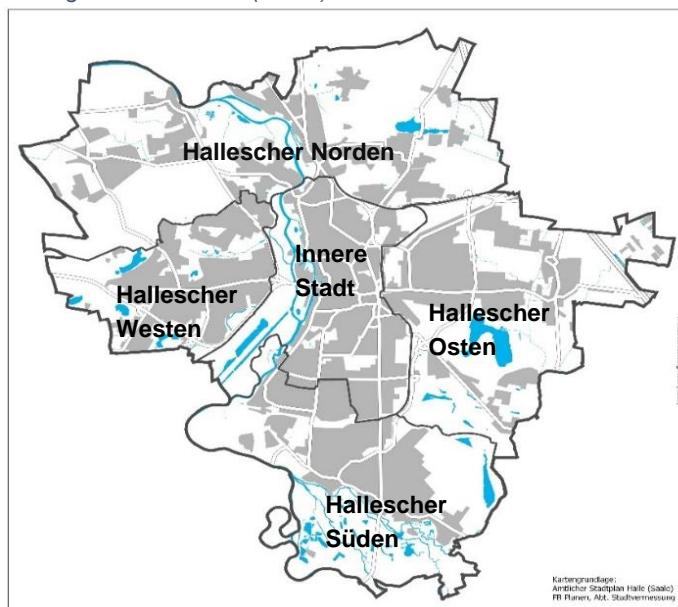 Hallescher Norden
Innere
Stadt
Hallescher
Westen
Hallescher
Osten
Hallescher
Süden
Kartengrundlage:
Amtlicher Stadtplan Halle (Saale)
FB Planen, Abt. Stadtvermessung